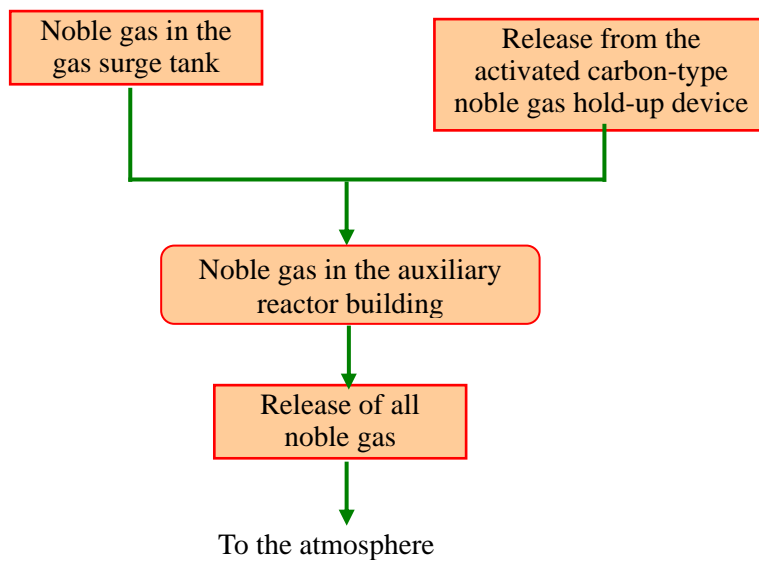 Noble gas in the
gas surge tank
Release from the
activated carbon-type
noble gas hold-up device
Noble gas in the auxiliary
reactor building
Release of all
noble gas
To the atmosphere